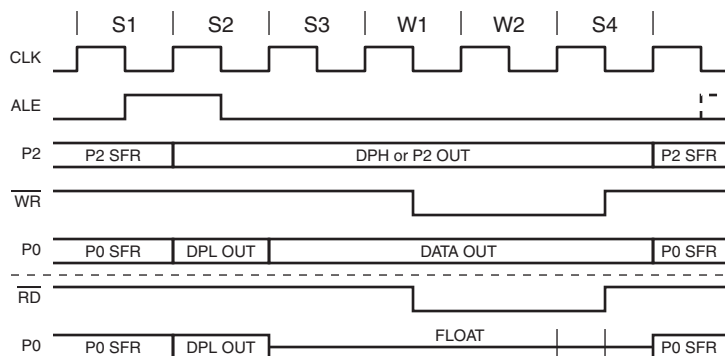 S1 S2 S3 W1 W2 S4
CLK
ALE
P2 P2 SFR DPH or P2 OUT P2 SFR
WR
P0 P0 SFR DPL OUT DATA OUT P0 SFR
RD
P0 P0 SFR DPL OUT FLOAT P0 SFR